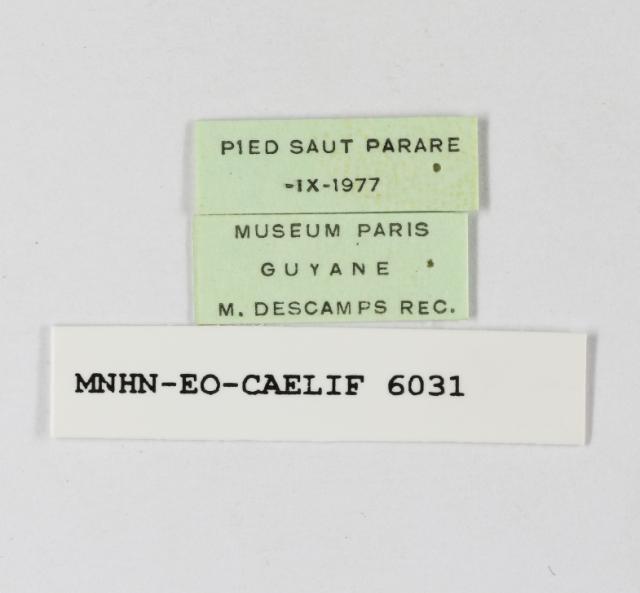 PIED SAUT PARARE
-IX-1977
MUSEUM PARIS
GUYANE
M. DESCAMPS REC.
MNHN-EO-CAELIF 6031